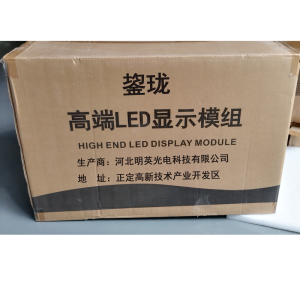 鋆珑
高端LED显示模组
HIGH END LED DISPLAY MODULE
生产商：河北明英光电科技有限公司
地　址：正定高新技术产业开发区